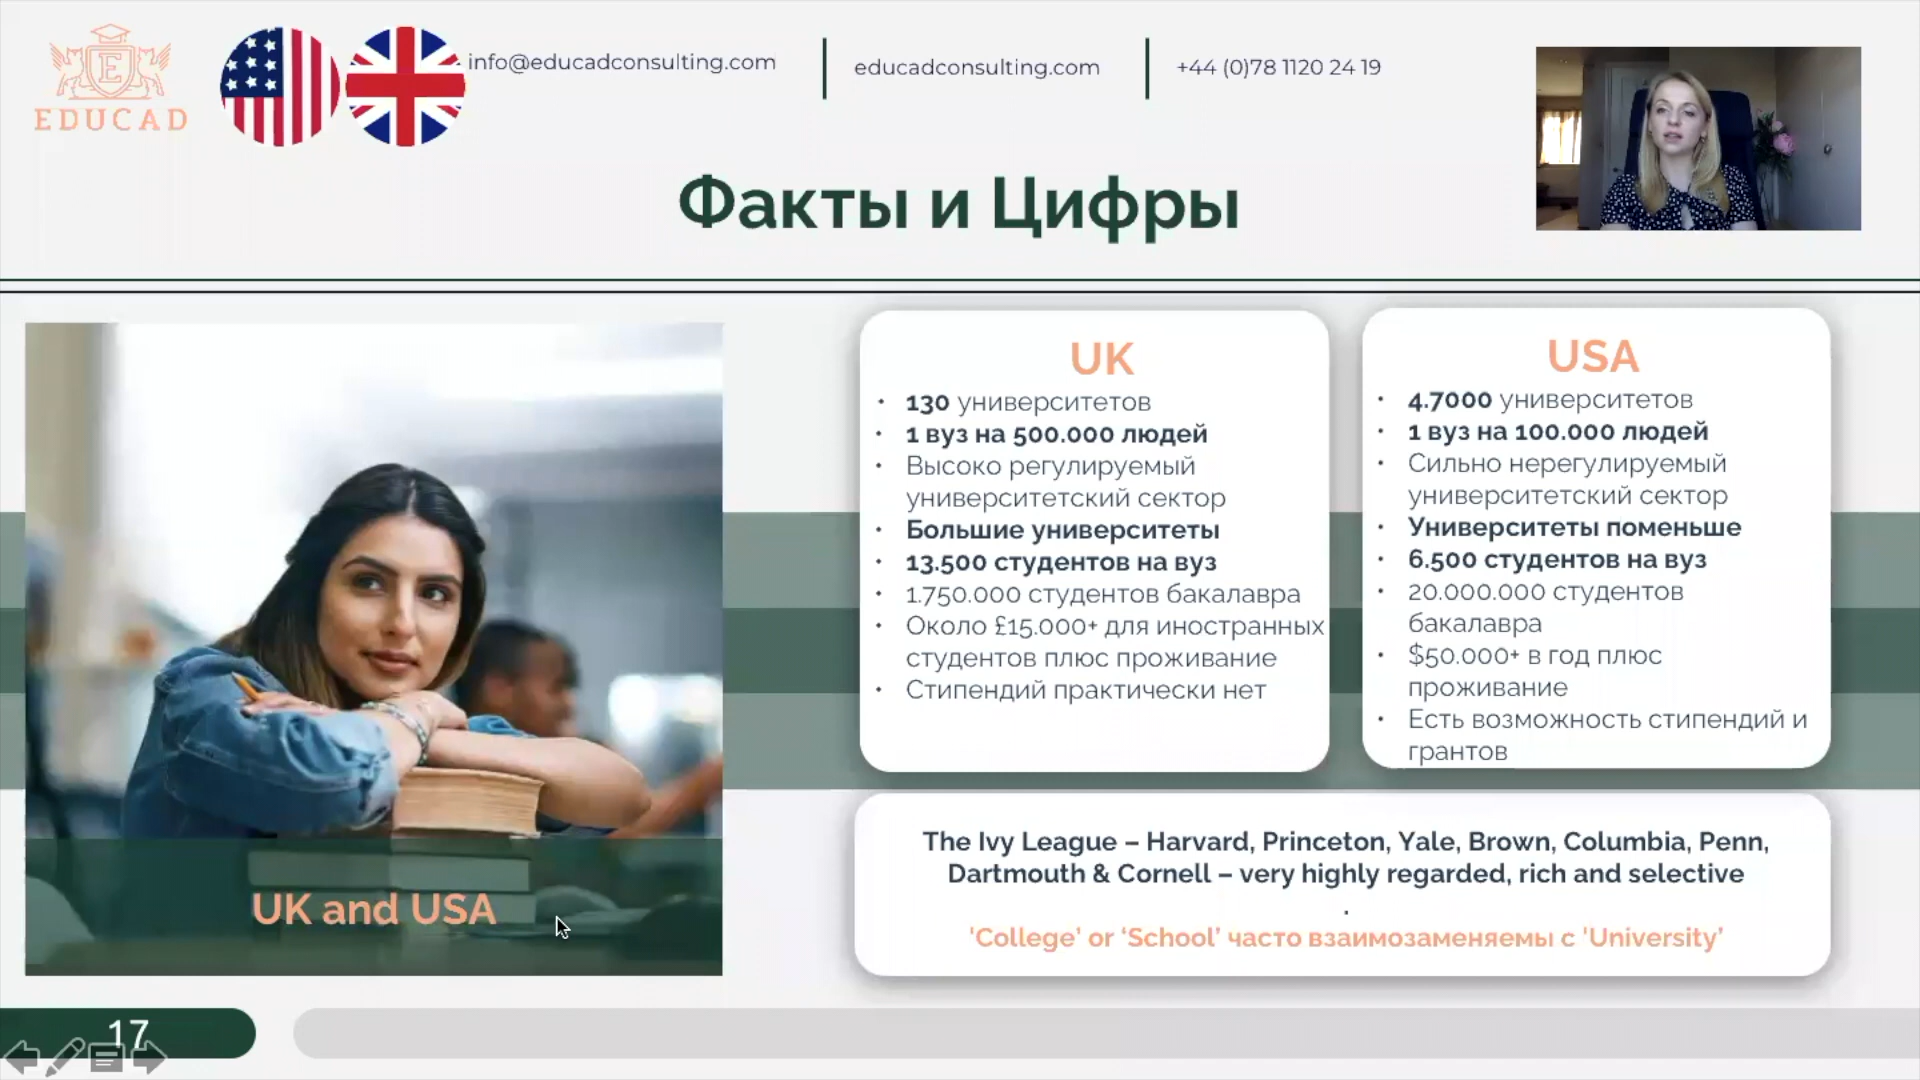 EDUCAD
info@educadconsulting.com
educadconsulting.com
+44 (0)78 1120 24 19
Факты и Цифры
UK
• 130 университетов
• 1 вуз на 500.000 людей
• Высоко регулируемый
университетский сектор
• Большие университеты
• 13.500 студентов на вуз
• 1.750.000 студентов бакалавра
• Около £15.000+ для иностранных
студентов плюс проживание
• Стипендий практически нет
USA
• 4.7000 университетов
• 1 вуз на 100.000 людей
• Сильно нерегулируемый
университетский сектор
• Университеты поменьше
• 6.500 студентов на вуз
• 20.000.000 студентов
бакалавра
• $50.000+ в год плюс
проживание
• Есть возможность стипендий и
грантов
UK and USA
The Ivy League – Harvard, Princeton, Yale, Brown, Columbia, Penn,
Dartmouth & Cornell – very highly regarded, rich and selective
.
'College’ or ‘School’ часто взаимозаменяемы с 'University’
17